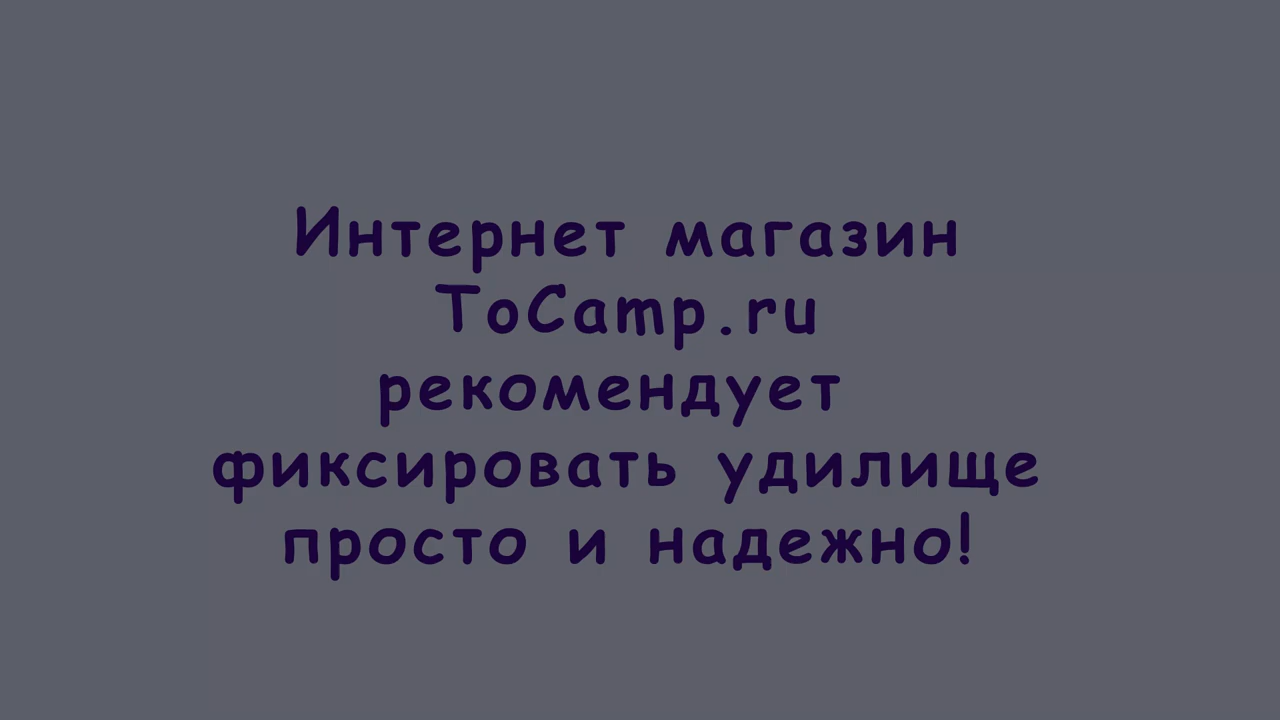 Интернет магазин
ToCamp.ru
рекомендует
фиксировать удилище
просто и надежно!